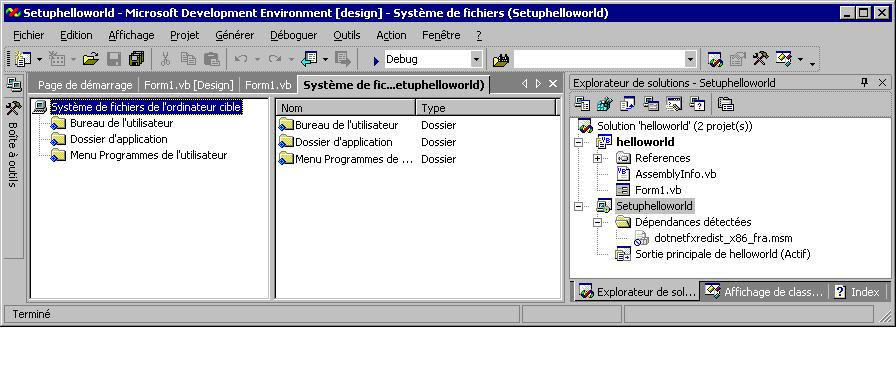 Setuphelloworld - Microsoft Development Environment [design] - Système de fichiers (Setuphelloworld)
Fichier Edition Affichage Projet Générer Déboguer Outils Action Fenêtre ?
Debug
Page de démarrage Form1.vb [Design] Form1.vb Système de fic...etuphelloworld)
Boîte à outils
Système de fichiers de l'ordinateur cible
Bureau de l'utilisateur
Dossier d'application
Menu Programmes de l'utilisateur
Nom Type
Bureau de l'utilisateur Dossier
Dossier d'application Dossier
Menu Programmes de ... Dossier
Explorateur de solutions - Setuphelloworld
Solution 'helloworld' (2 projet(s))
helloworld
References
AssemblyInfo.vb
Form1.vb
Setuphelloworld
Dépendances détectées
dotnetfxredist_x86_fra.msm
Sortie principale de helloworld (Actif)
Explorateur de sol... Affichage de class... Index
Terminé